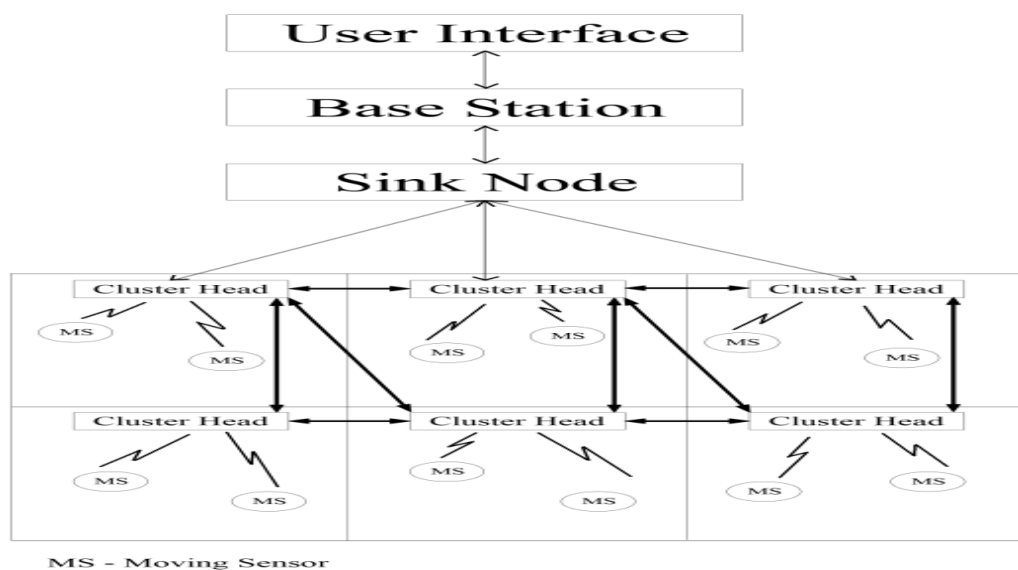 User Interface
Base Station
Sink Node
Cluster Head
Cluster Head
Cluster Head
MS
MS
MS
MS
MS
MS
Cluster Head
Cluster Head
Cluster Head
MS
MS
MS
MS
MS
MS
MS - Moving Sensor